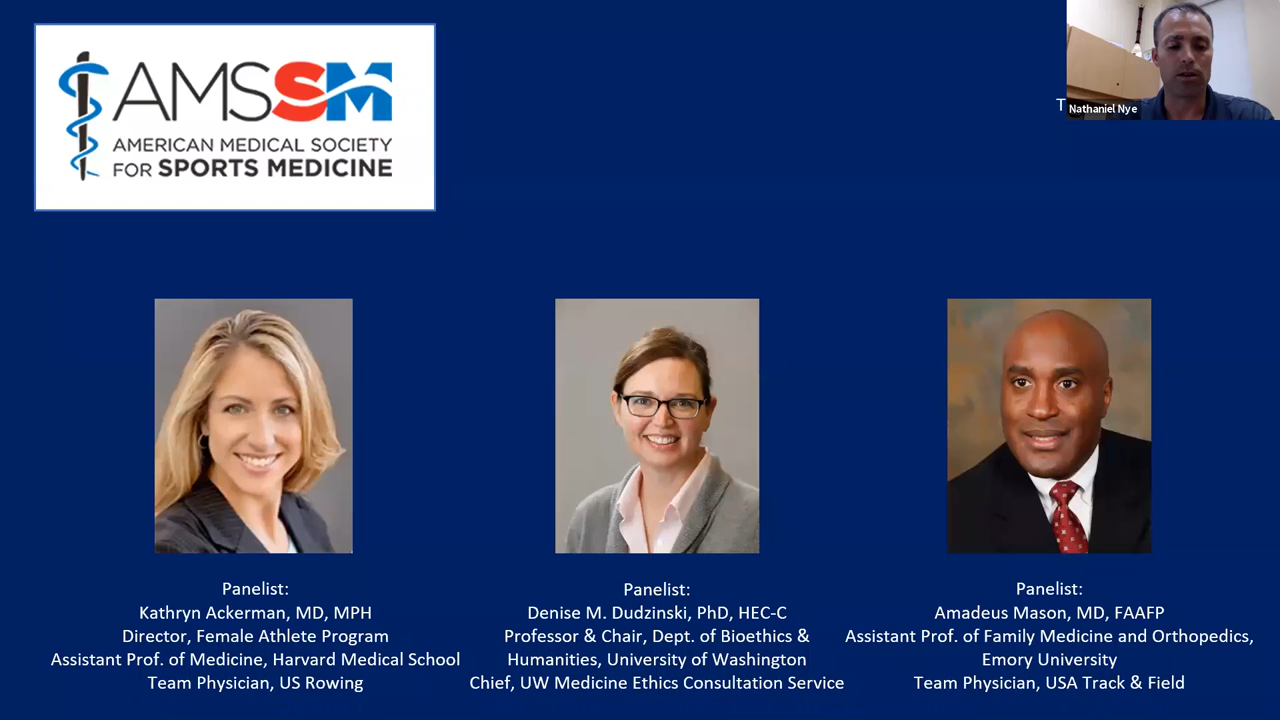 AMSSM
AMERICAN MEDICAL SOCIETY
FOR SPORTS MEDICINE
T
Nathaniel Nye
Panelist:
Kathryn Ackerman, MD, MPH
Director, Female Athlete Program
Assistant Prof. of Medicine, Harvard Medical School
Team Physician, US Rowing
Panelist:
Denise M. Dudzinski, PhD, HEC-C
Professor & Chair, Dept. of Bioethics &
Humanities, University of Washington
Chief, UW Medicine Ethics Consultation Service
Panelist:
Amadeus Mason, MD, FAAFP
Assistant Prof. of Family Medicine and Orthopedics,
Emory University
Team Physician, USA Track & Field